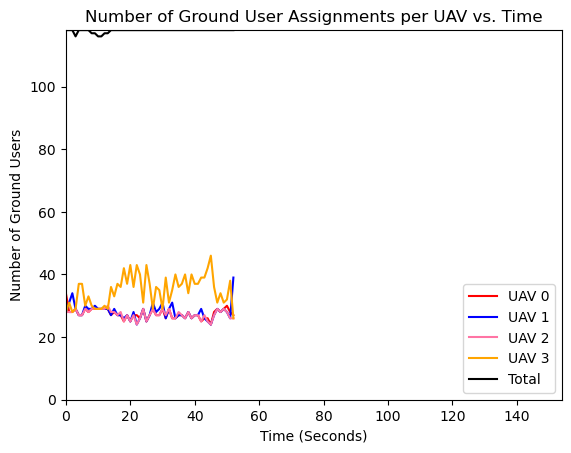 Number of Ground User Assignments per UAV vs. Time
Number of Ground Users
100
80
60
40
20
0
0 20 40 60 80 100 120 140
Time (Seconds)
UAV 0
UAV 1
UAV 2
UAV 3
Total